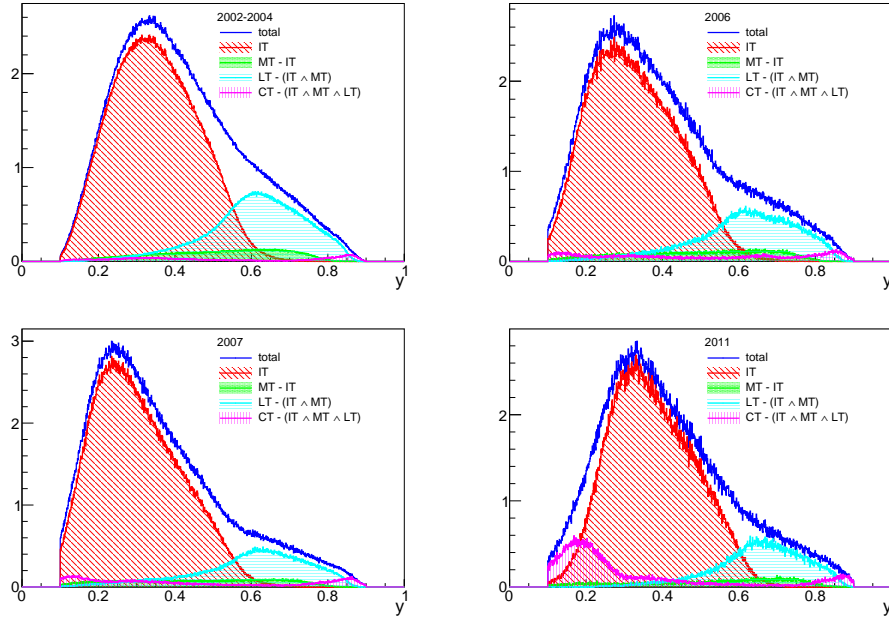 2002-2004
total
IT
MT - IT
LT - (IT ∧ MT)
CT - (IT ∧ MT ∧ LT)
2
1
0
0 0.2 0.4 0.6 0.8 1
y
2006
total
IT
MT - IT
LT - (IT ∧ MT)
CT - (IT ∧ MT ∧ LT)
2
1
0
0 0.2 0.4 0.6 0.8
y
2007
total
IT
MT - IT
LT - (IT ∧ MT)
CT - (IT ∧ MT ∧ LT)
3
2
1
0
0 0.2 0.4 0.6 0.8 1
y
2011
total
IT
MT - IT
LT - (IT ∧ MT)
CT - (IT ∧ MT ∧ LT)
2
1
0
0 0.2 0.4 0.6 0.8
y